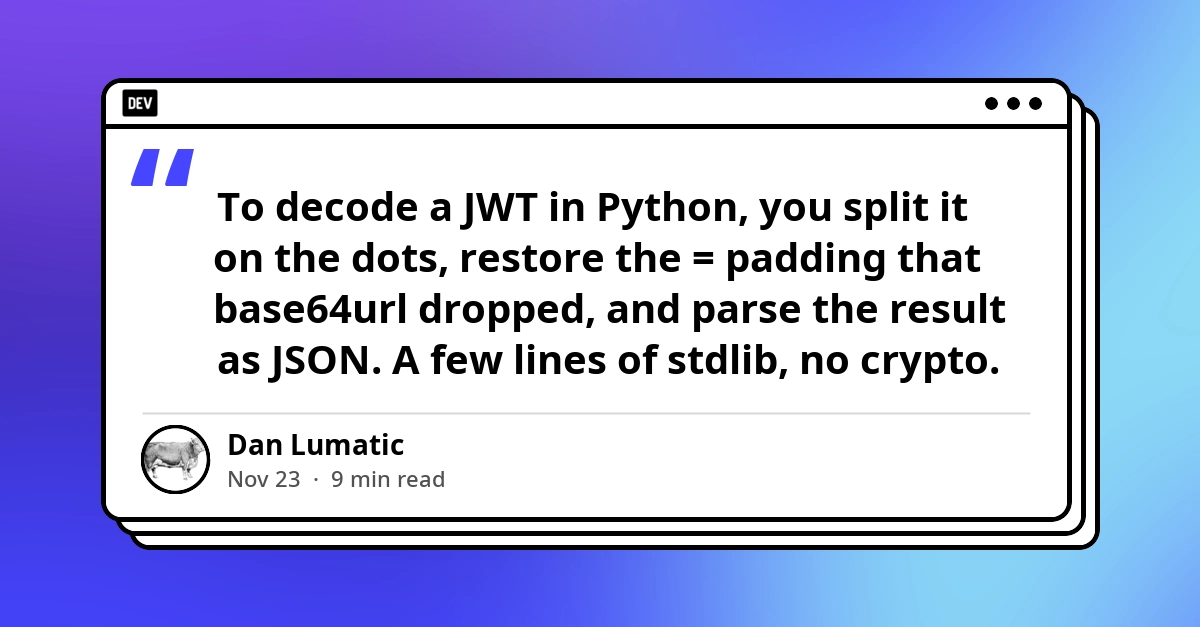 DEV
“
To decode a JWT in Python, you split it
on the dots, restore the = padding that
base64url dropped, and parse the result
as JSON. A few lines of stdlib, no crypto.
Dan Lumatic
Nov 23 · 9 min read